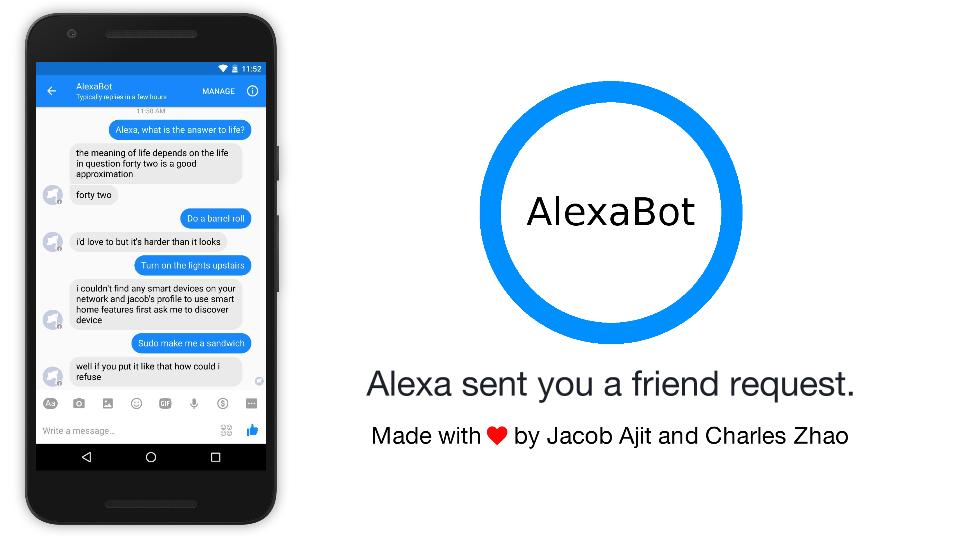 11:52
AlexaBot
Typically replies in a few hours
MANAGE
11:50 AM
Alexa, what is the answer to life?
the meaning of life depends on the life
in question forty two is a good
approximation
forty two
Do a barrel roll
i'd love to but it's harder than it looks
Turn on the lights upstairs
i couldn't find any smart devices on your
network and jacob's profile to use smart
home features first ask me to discover
device
Sudo make me a sandwich
well if you put it like that how could i
refuse
Aa
GIF
$
Write a message...
AlexaBot
Alexa sent you a friend request.
Made with ❤ by Jacob Ajit and Charles Zhao